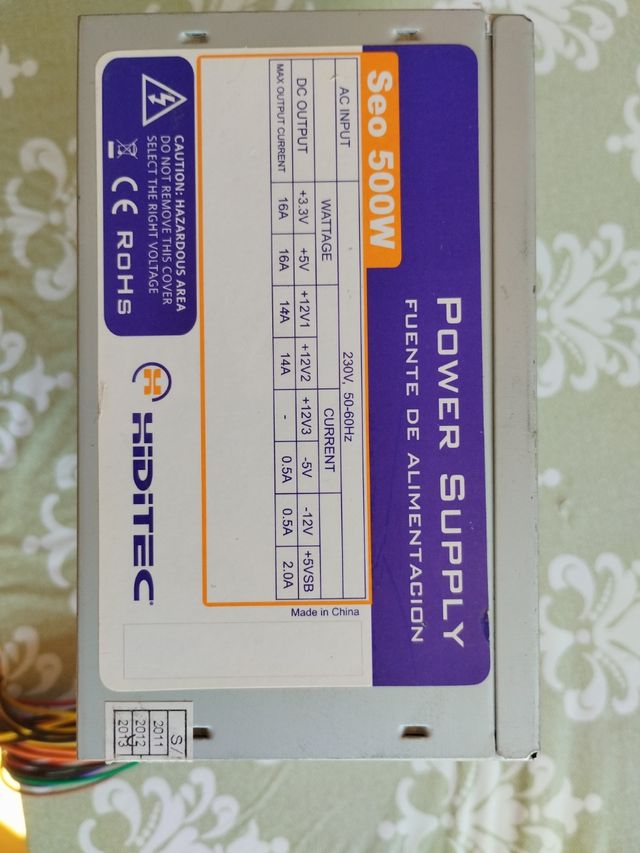 Seo 500W
POWER SUPPLY
FUENTE DE ALIMENTACION
AC INPUT 230V, 50-60Hz
WATTAGE CURRENT
DC OUTPUT +3.3V +5V +12V1 +12V2 +12V3 -5V -12V +5VSB
MAX OUTPUT CURRENT 16A 16A 14A 14A - 0.5A 0.5A 2.0A
Made in China
CAUTION: HAZARDOUS AREA
DO NOT REMOVE THIS COVER
SELECT THE RIGHT VOLTAGE
CE RoHS
HiDiTEC
S/
2011
2012
2013